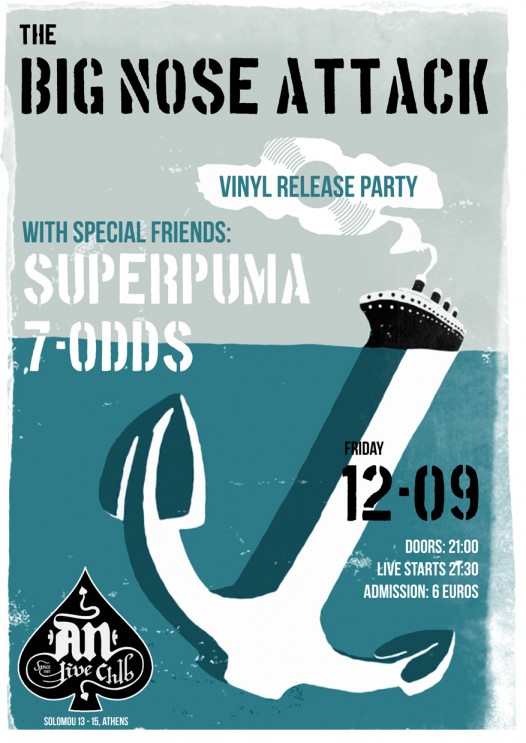 THE
BIG NOSE ATTACK
VINYL RELEASE PARTY
WITH SPECIAL FRIENDS:
SUPERPUMA
7-ODDS
FRIDAY
12-09
DOORS: 21:00
LIVE STARTS 21:30
ADMISSION: 6 EUROS
AN
Since
Live Club
SOLOMOU 13 - 15, ATHENS